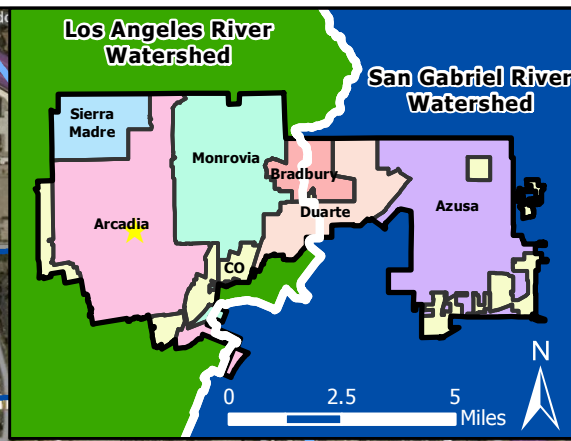 Los Angeles River
Watershed
San Gabriel River
Watershed
Sierra
Madre
Monrovia
Bradbury
Arcadia
Duarte
Azusa
CO
N
0 2.5 5
Miles